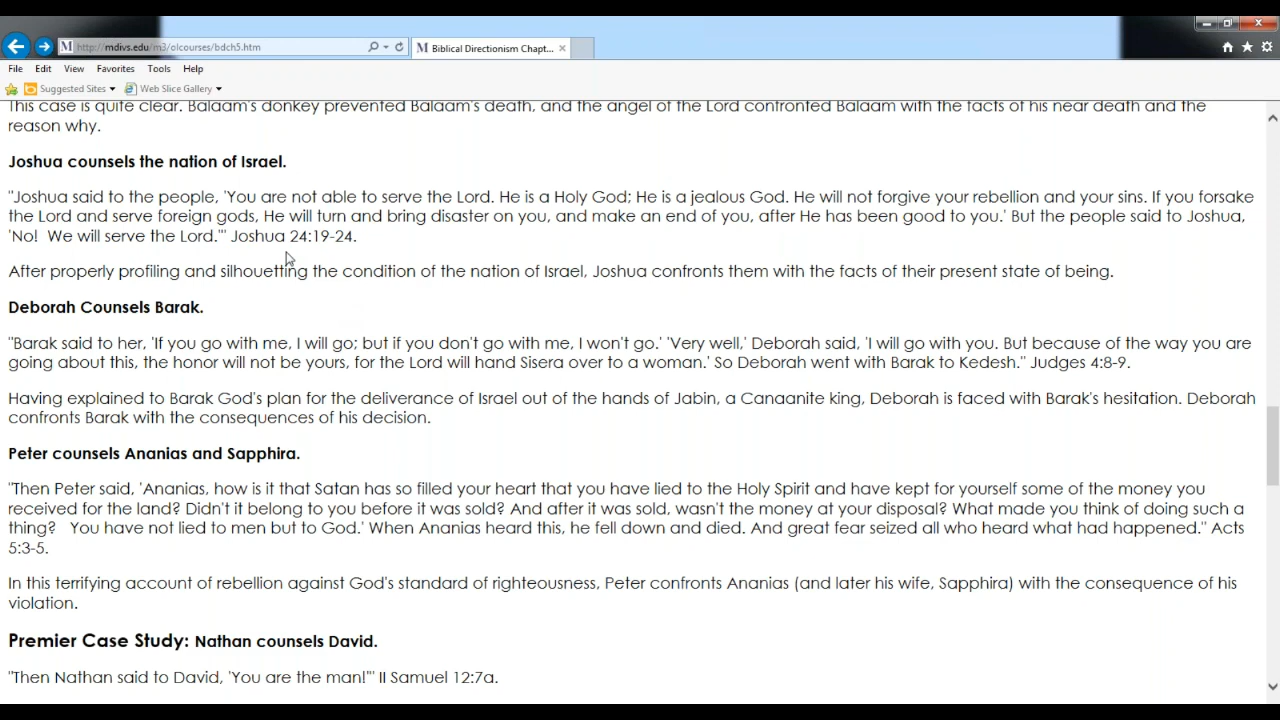 http://mdivs.edu/m3/olcourses/bdch5.htm
M Biblical Directionism Chapt...
File Edit View Favorites Tools Help
Suggested Sites Web Slice Gallery
This case is quite clear. Balaam's donkey prevented Balaam's death, and the angel of the Lord confronted Balaam with the facts of his near death and the
reason why.
Joshua counsels the nation of Israel.
"Joshua said to the people, 'You are not able to serve the Lord. He is a Holy God; He is a jealous God. He will not forgive your rebellion and your sins. If you forsake
the Lord and serve foreign gods, He will turn and bring disaster on you, and make an end of you, after He has been good to you.' But the people said to Joshua,
'No!  We will serve the Lord.'" Joshua 24:19-24.
After properly profiling and silhouetting the condition of the nation of Israel, Joshua confronts them with the facts of their present state of being.
Deborah Counsels Barak.
"Barak said to her, 'If you go with me, I will go; but if you don't go with me, I won't go.' 'Very well,' Deborah said, 'I will go with you. But because of the way you are
going about this, the honor will not be yours, for the Lord will hand Sisera over to a woman.' So Deborah went with Barak to Kedesh." Judges 4:8-9.
Having explained to Barak God's plan for the deliverance of Israel out of the hands of Jabin, a Canaanite king, Deborah is faced with Barak's hesitation. Deborah
confronts Barak with the consequences of his decision.
Peter counsels Ananias and Sapphira.
"Then Peter said, 'Ananias, how is it that Satan has so filled your heart that you have lied to the Holy Spirit and have kept for yourself some of the money you
received for the land? Didn't it belong to you before it was sold? And after it was sold, wasn't the money at your disposal? What made you think of doing such a
thing?   You have not lied to men but to God.' When Ananias heard this, he fell down and died. And great fear seized all who heard what had happened." Acts
5:3-5.
In this terrifying account of rebellion against God's standard of righteousness, Peter confronts Ananias (and later his wife, Sapphira) with the consequence of his
violation.
Premier Case Study: Nathan counsels David.
"Then Nathan said to David, 'You are the man!'" II Samuel 12:7a.